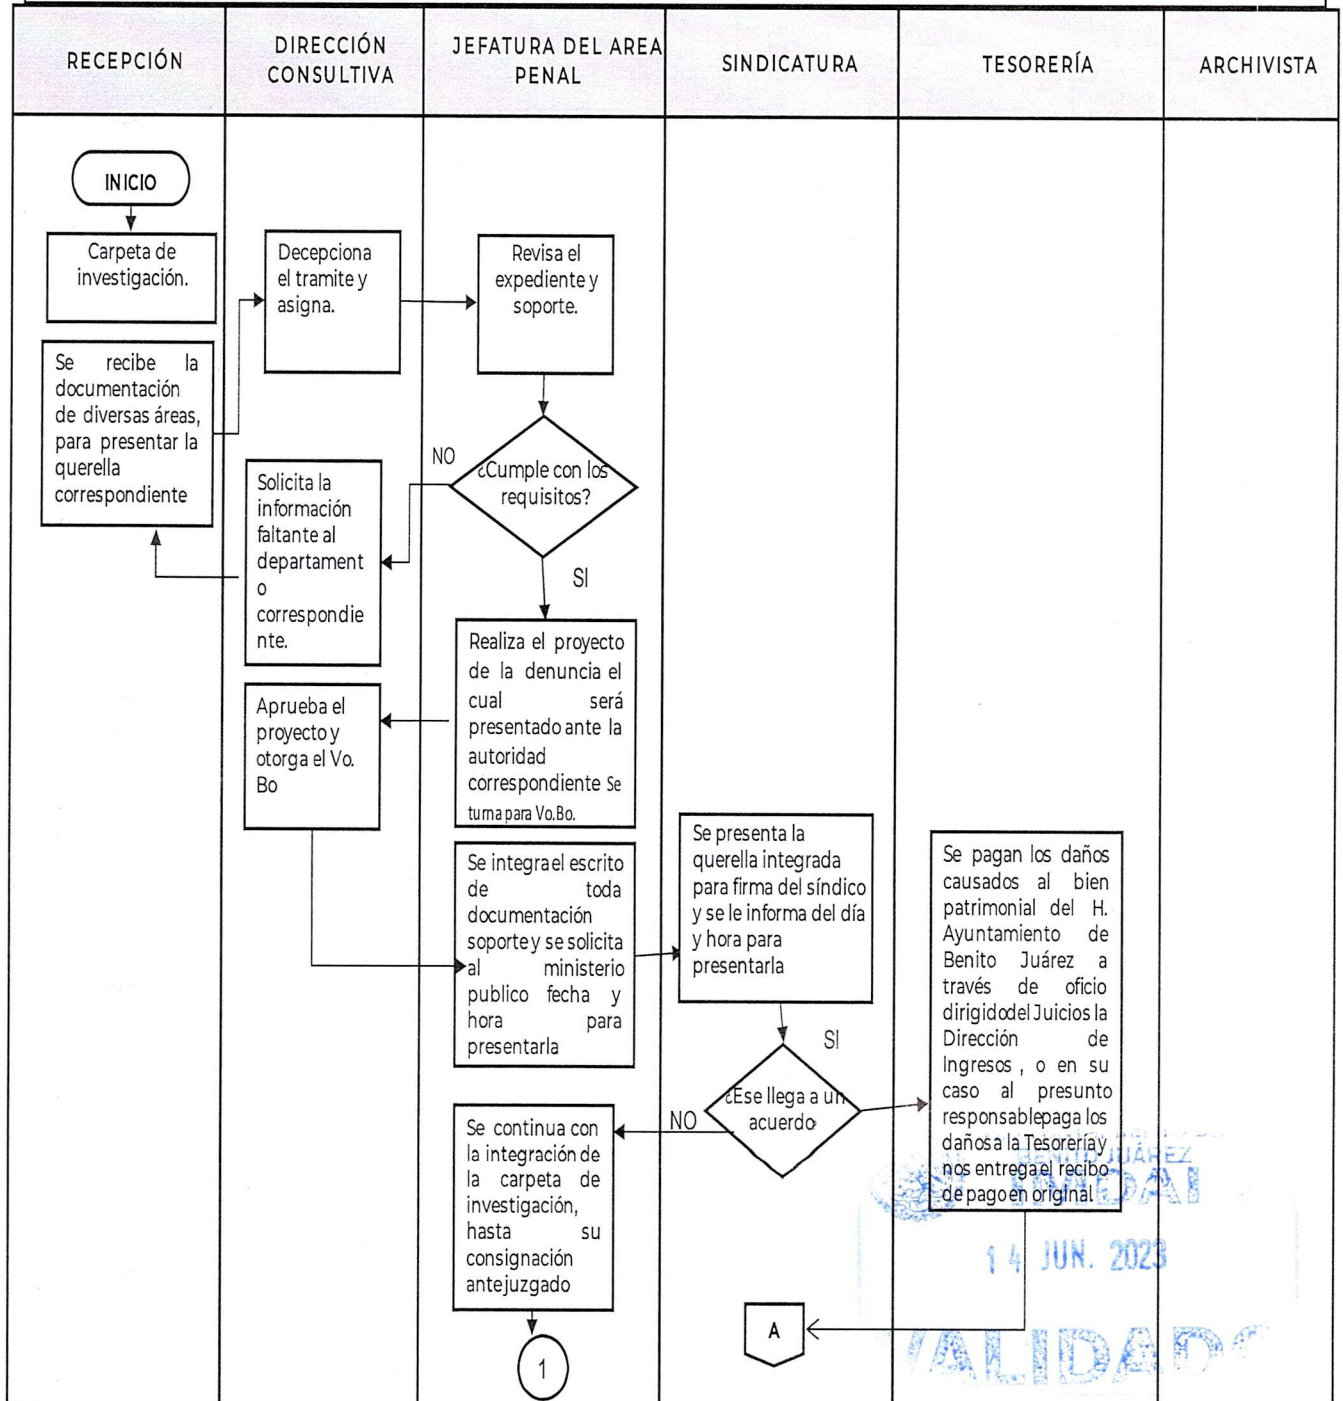 RECEPCIÓN
DIRECCIÓN
CONSULTIVA
JEFATURA DEL AREA
PENAL
SINDICATURA
TESORERÍA
ARCHIVISTA
INICIO
Carpeta de
investigación.
Se recibe la
documentación
de diversas áreas,
para presentar la
querella
correspondiente
Decepciona
el tramite y
asigna.
Revisa el
expediente y
soporte.
¿Cumple con los
requisitos?
NO
SI
Solicita la
información
faltante al
departament
o
correspondie
nte.
Realiza el proyecto
de la denuncia el
cual será
presentado ante la
autoridad
correspondiente Se
turna para Vo.Bo.
Aprueba el
proyecto y
otorga el Vo.
Bo
Se integra el escrito
de toda
documentación
soporte y se solicita
al ministerio
publico fecha y
hora para
presentarla
Se presenta la
querella integrada
para firma del síndico
y se le informa del día
y hora para
presentarla
¿Ese llega a un
acuerdo
SI
NO
Se pagan los daños
causados al bien
patrimonial del H.
Ayuntamiento de
Benito Juárez a
través de oficio
dirigidodel Juicios la
Dirección de
Ingresos , o en su
caso al presunto
responsablepaga los
daños a la Tesorería y
nos entrega el recibo
de pago en original
Se continua con
la integración de
la carpeta de
investigación,
hasta su
consignación
ante juzgado
1
A
BENITO JUÁREZ
IMDAI
14 JUN. 2023
VALIDADO